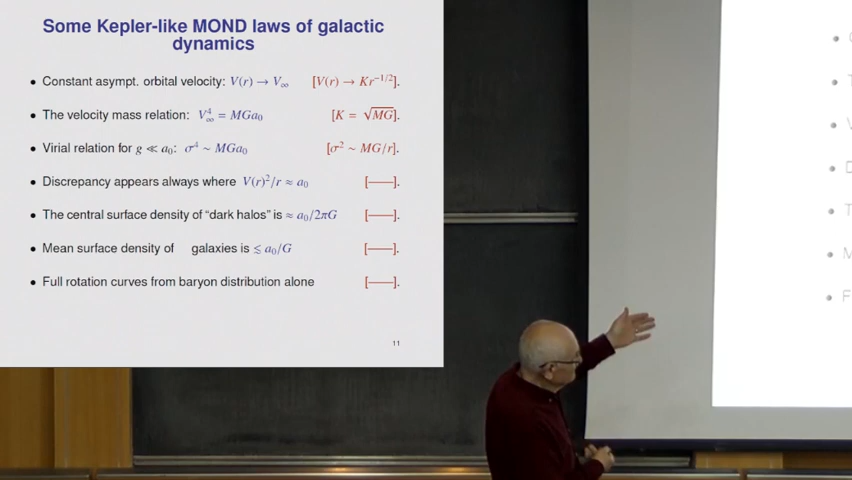 Some Kepler-like MOND laws of galactic
dynamics
• Constant asympt. orbital velocity: V(r) → V∞ [V(r) → Kr⁻¹/²].
• The velocity mass relation: V⁴∞ = MGa₀ [K = √MG].
• Virial relation for g ≪ a₀: σ⁴ ~ MGa₀ [σ² ~ MG/r].
• Discrepancy appears always where V(r)²/r ≈ a₀ [——].
• The central surface density of "dark halos" is ≈ a₀/2πG [——].
• Mean surface density of galaxies is ≲ a₀/G [——].
• Full rotation curves from baryon distribution alone [——].
11